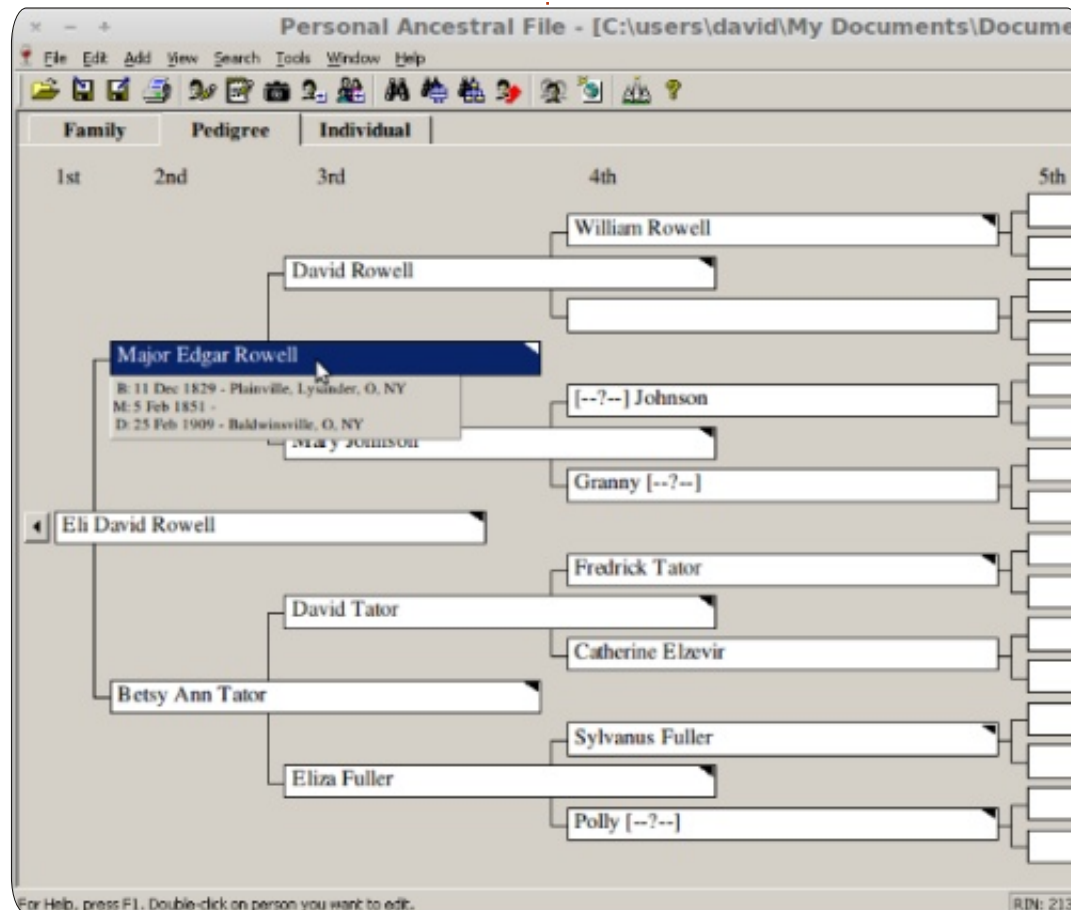 Personal Ancestral File - [C:\users\david\My Documents\Docume
File Edit Add View Search Tools Window Help
Family Pedigree Individual
1st 2nd 3rd 4th 5th
William Rowell
David Rowell
Major Edgar Rowell
B: 11 Dec 1829 - Plainville, Lysander, O, NY
M: 5 Feb 1851 -
D: 25 Feb 1909 - Baldwinsville, O, NY
[--?--] Johnson
Mary Johnson
Granny [--?--]
Eli David Rowell
Fredrick Tator
David Tator
Catherine Elzevir
Betsy Ann Tator
Sylvanus Fuller
Eliza Fuller
Polly [--?--]
For Help, press F1. Double-click on person you want to edit. RIN: 213